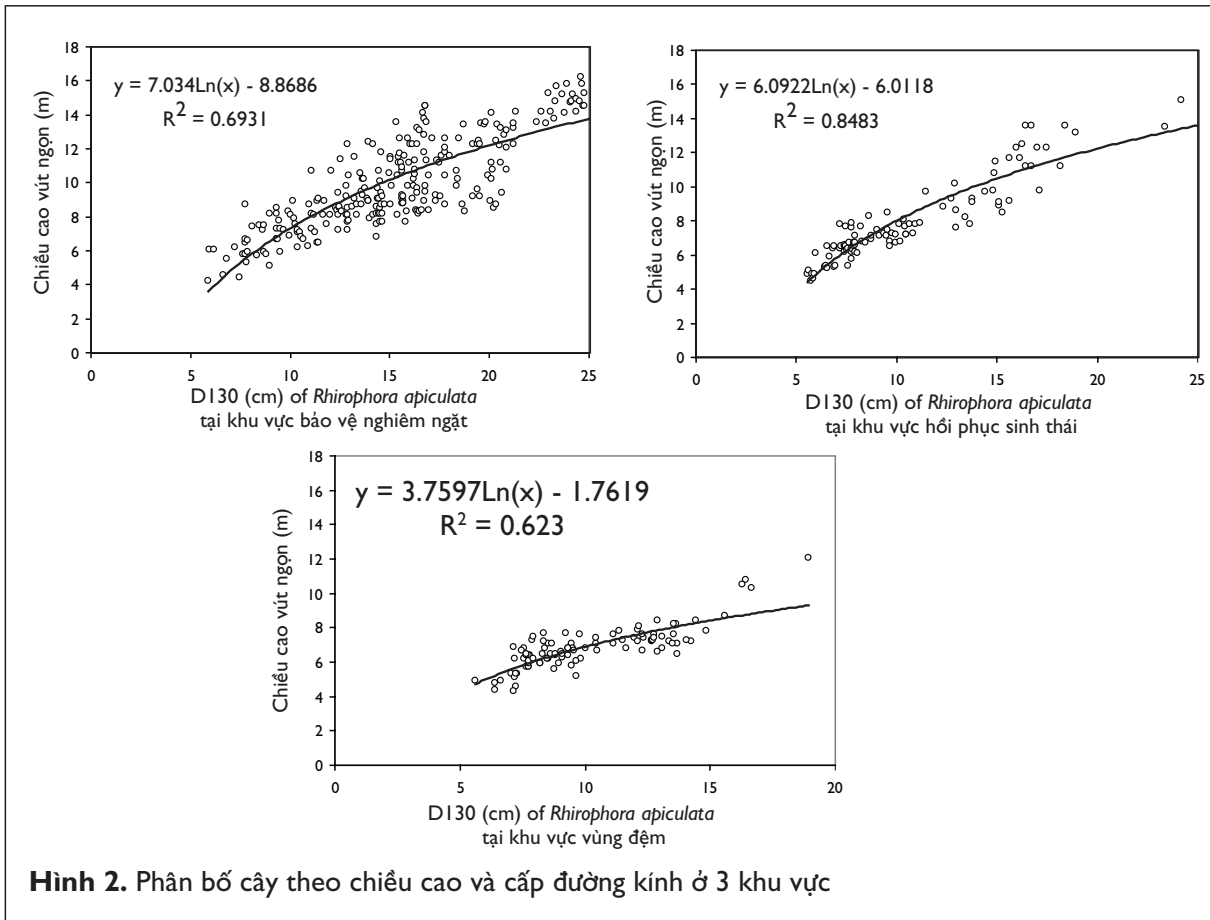 18
16
14
12
10
8
6
4
2
0
Chiều cao vút ngọn (m)
y = 7.034Ln(x) - 8.8686
R² = 0.6931
0 5 10 15 20 25
D130 (cm) of Rhirophora apiculata
tại khu vực bảo vệ nghiêm ngặt
18
16
14
12
10
8
6
4
2
0
Chiều cao vút ngọn (m)
y = 6.0922Ln(x) - 6.0118
R² = 0.8483
0 5 10 15 20 25
D130 (cm) of Rhirophora apiculata
tại khu vực hồi phục sinh thái
18
16
14
12
10
8
6
4
2
0
Chiều cao vút ngọn (m)
y = 3.7597Ln(x) - 1.7619
R² = 0.623
0 5 10 15 20
D130 (cm) of Rhirophora apiculata
tại khu vực vùng đệm
Hình 2. Phân bố cây theo chiều cao và cấp đường kính ở 3 khu vực